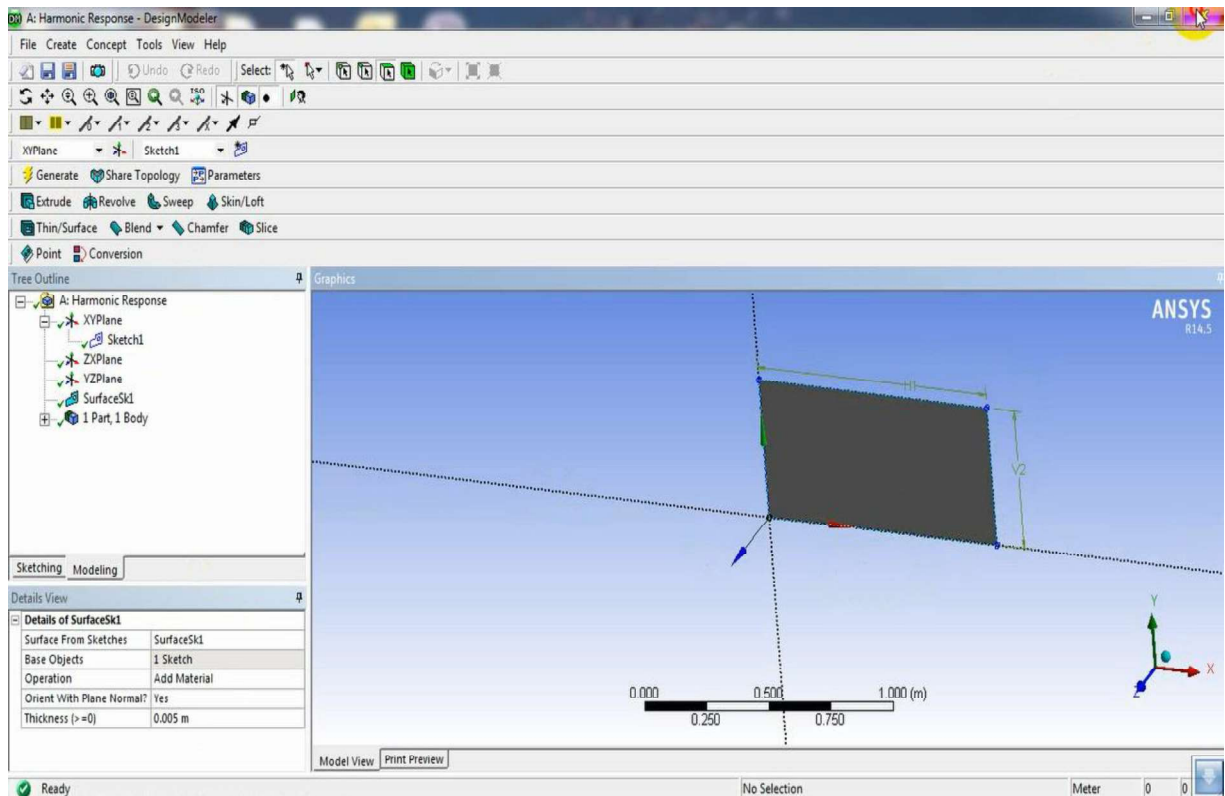 A: Harmonic Response - DesignModeler
File Create Concept Tools View Help
Undo Redo Select:
XYPlane Sketch1
Generate Share Topology Parameters
Extrude Revolve Sweep Skin/Loft
Thin/Surface Blend Chamfer Slice
Point Conversion
Tree Outline
A: Harmonic Response
XYPlane
Sketch1
ZXPlane
YZPlane
SurfaceSk1
1 Part, 1 Body
Sketching Modeling
Details View
Details of SurfaceSk1
Surface From Sketches SurfaceSk1
Base Objects 1 Sketch
Operation Add Material
Orient With Plane Normal? Yes
Thickness (>=0) 0.005 m
Graphics
ANSYS
R14.5
H1
V2
Y
X
Z
0.000 0.500 1.000 (m)
0.250 0.750
Model View Print Preview
Ready No Selection Meter 0 0